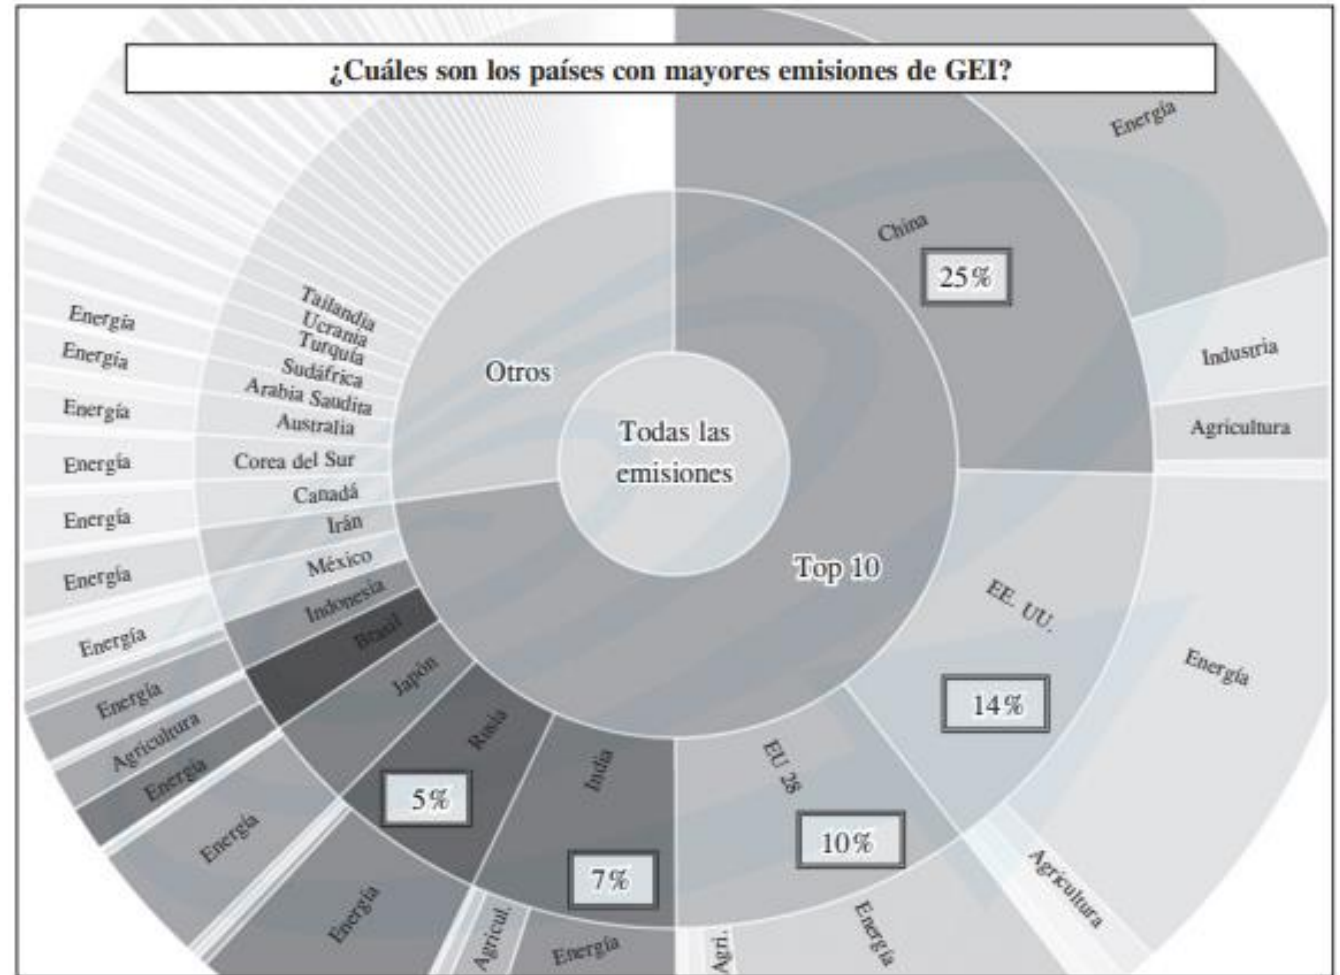 ¿Cuáles son los países con mayores emisiones de GEI?
Energía
China
25%
Industria
Agricultura
Otros
Todas las
emisiones
Top 10
EE. UU.
14%
Energía
Agricultura
EU 28
10%
Energía
Agri.
India
7%
Energía
Agricul.
Rusia
5%
Energía
Japón
Energía
Brasil
Energía
Agricultura
Indonesia
Energía
México
Energía
Irán
Energía
Canadá
Energía
Corea del Sur
Energía
Australia
Energía
Arabia Saudita
Energía
Sudáfrica
Energía
Turquía
Ucrania
Tailandia